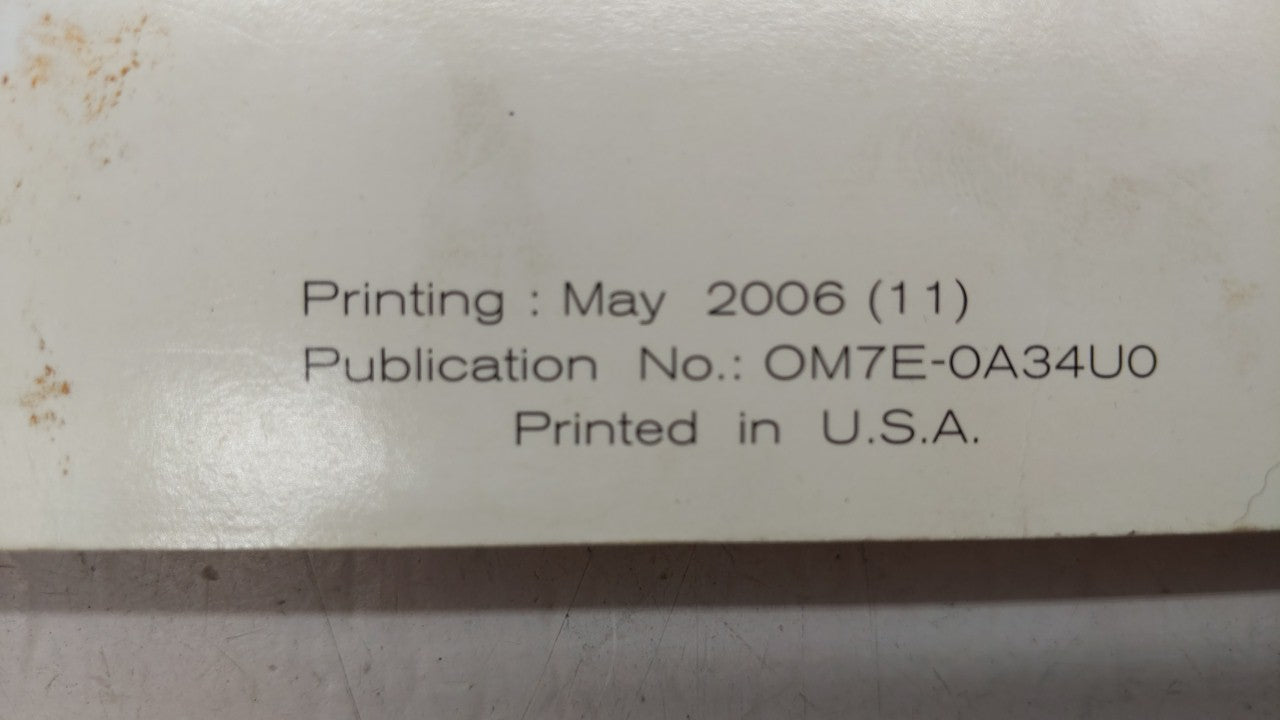 Printing : May 2006 (11)
Publication No.: OM7E-0A34U0
Printed in U.S.A.